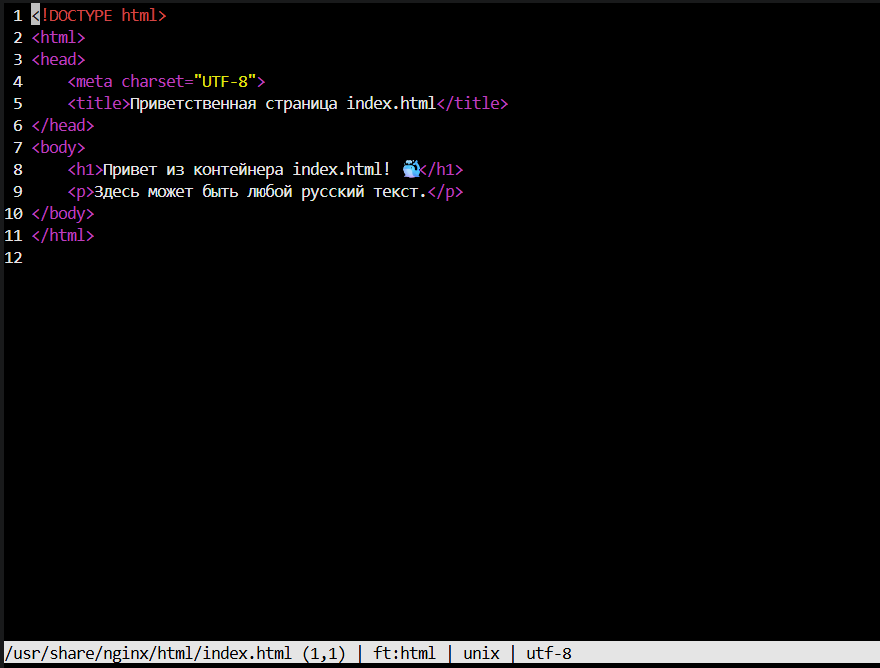 1 <!DOCTYPE html>
2 <html>
3 <head>
4     <meta charset="UTF-8">
5     <title>Приветственная страница index.html</title>
6 </head>
7 <body>
8     <h1>Привет из контейнера index.html! 🐳</h1>
9     <p>Здесь может быть любой русский текст.</p>
10 </body>
11 </html>
12
/usr/share/nginx/html/index.html (1,1) | ft:html | unix | utf-8